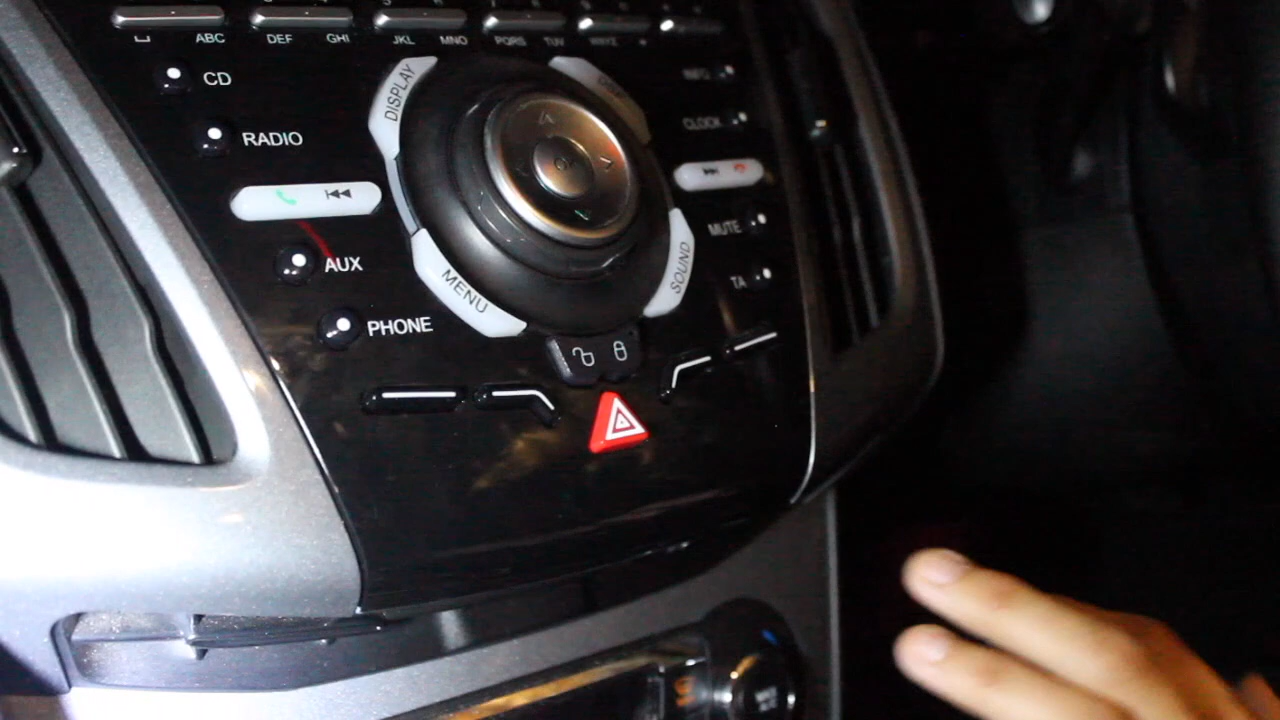 ABC DEF GHI JKL MNO PQRS TUV WXYZ *
CD
RADIO
AUX
PHONE
DISPLAY
MENU
SOUND
OK
INFO
CLOCK
MUTE
TA